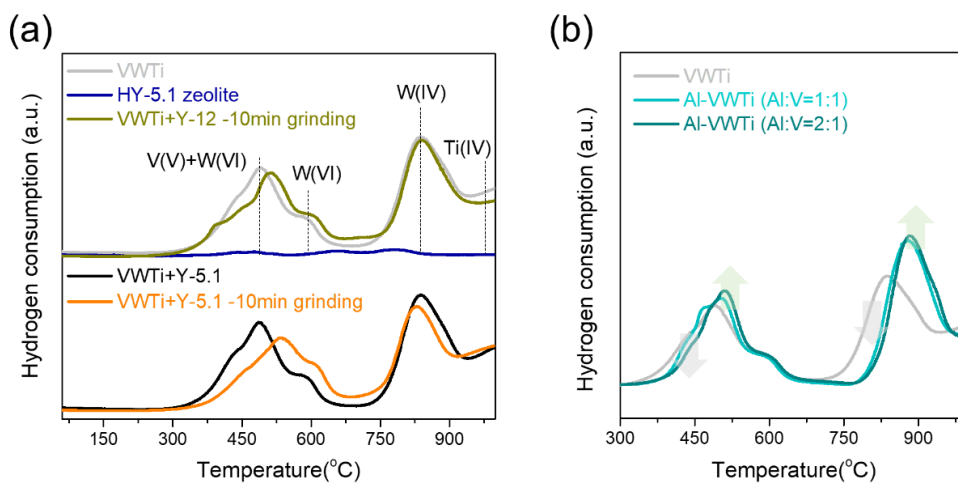 (a)
VWTi
HY-5.1 zeolite
VWTi+Y-12 -10min grinding
W(IV)
V(V)+W(VI)
W(VI)
Ti(IV)
VWTi+Y-5.1
VWTi+Y-5.1 -10min grinding
Hydrogen consumption (a.u.)
150 300 450 600 750 900
Temperature(°C)
(b)
VWTi
Al-VWTi (Al:V=1:1)
Al-VWTi (Al:V=2:1)
Hydrogen consumption (a.u.)
300 450 600 750 900
Temperature(°C)